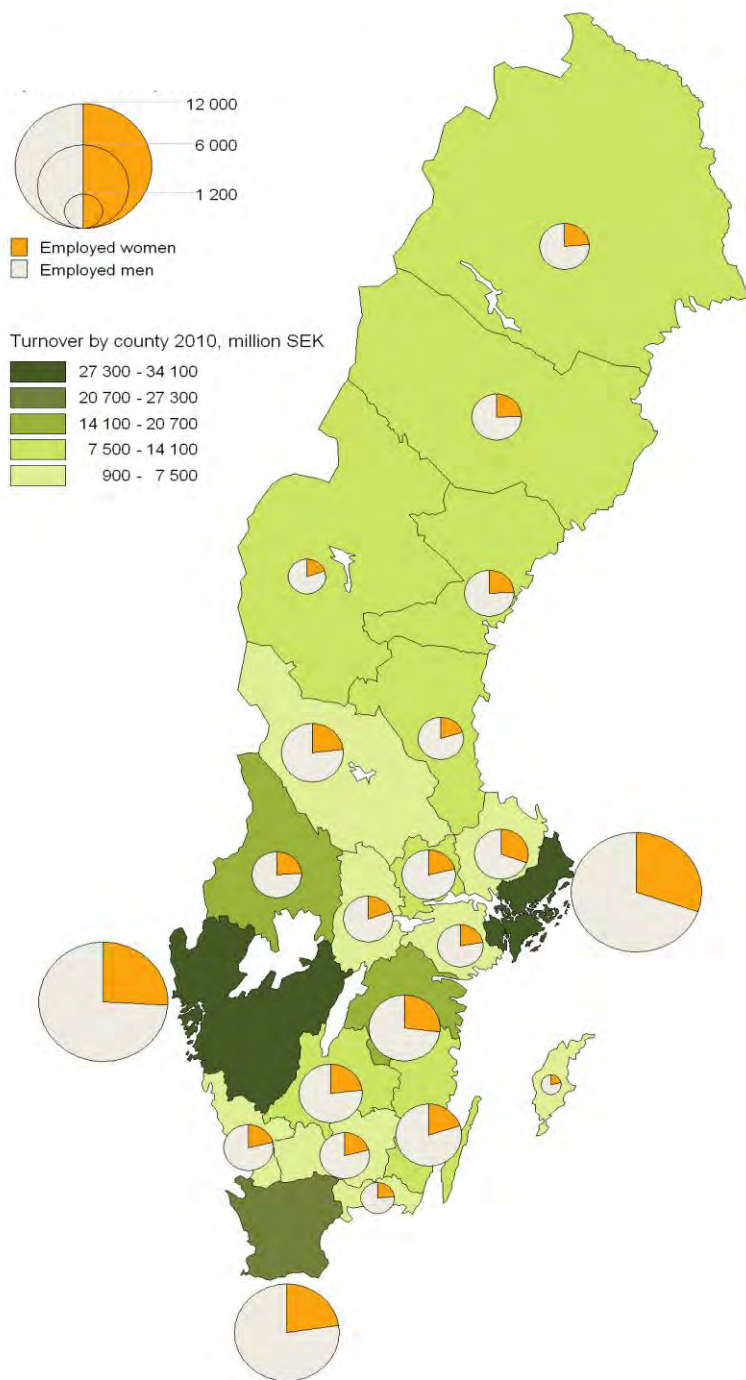 12 000
6 000
1 200
Employed women
Employed men
Turnover by county 2010, million SEK
27 300 - 34 100
20 700 - 27 300
14 100 - 20 700
7 500 - 14 100
900 - 7 500